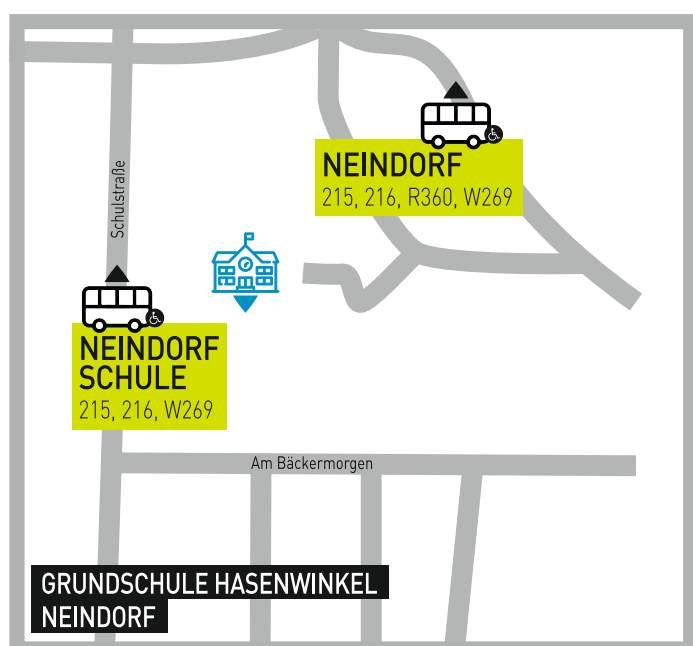 NEINDORF
215, 216, R360, W269
Schulstraße
NEINDORF
SCHULE
215, 216, W269
Am Bäckermorgen
GRUNDSCHULE HASENWINKEL
NEINDORF